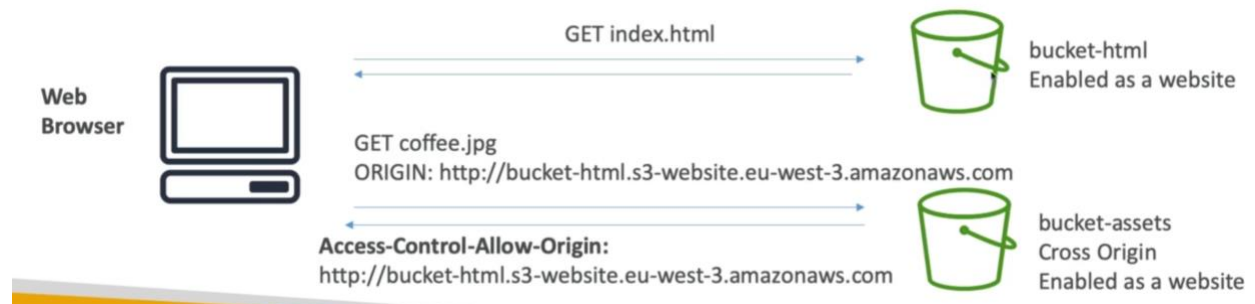 GET index.html
bucket-html
Enabled as a website
Web
Browser
GET coffee.jpg
ORIGIN: http://bucket-html.s3-website.eu-west-3.amazonaws.com
Access-Control-Allow-Origin:
http://bucket-html.s3-website.eu-west-3.amazonaws.com
bucket-assets
Cross Origin
Enabled as a website